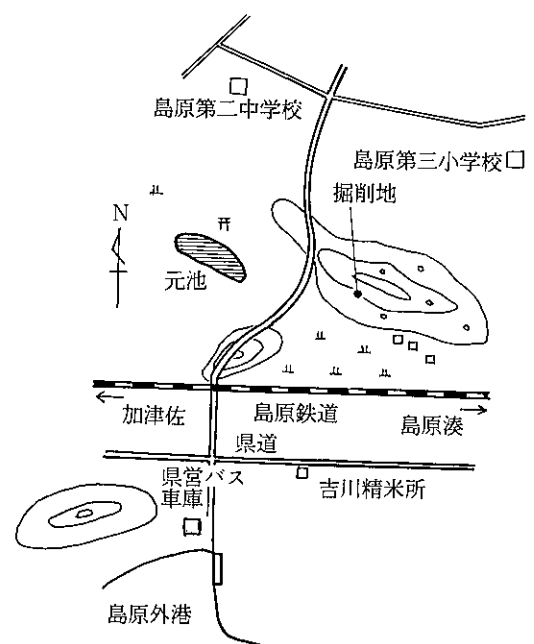 島原第二中学校
島原第三小学校
掘削地
N
元池
加津佐
島原鉄道
島原湊
県道
県営バス
車庫
吉川精米所
島原外港